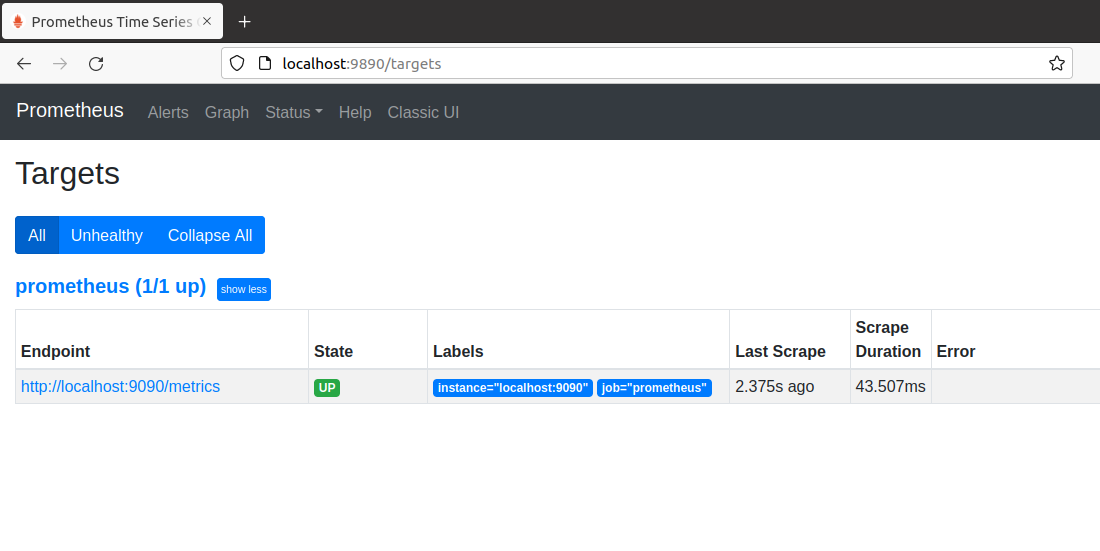 Prometheus Time Series
localhost:9890/targets
Prometheus Alerts Graph Status Help Classic UI
Targets
All Unhealthy Collapse All
prometheus (1/1 up) show less
Endpoint State Labels Last Scrape Scrape Duration Error
http://localhost:9090/metrics UP instance="localhost:9090" job="prometheus" 2.375s ago 43.507ms